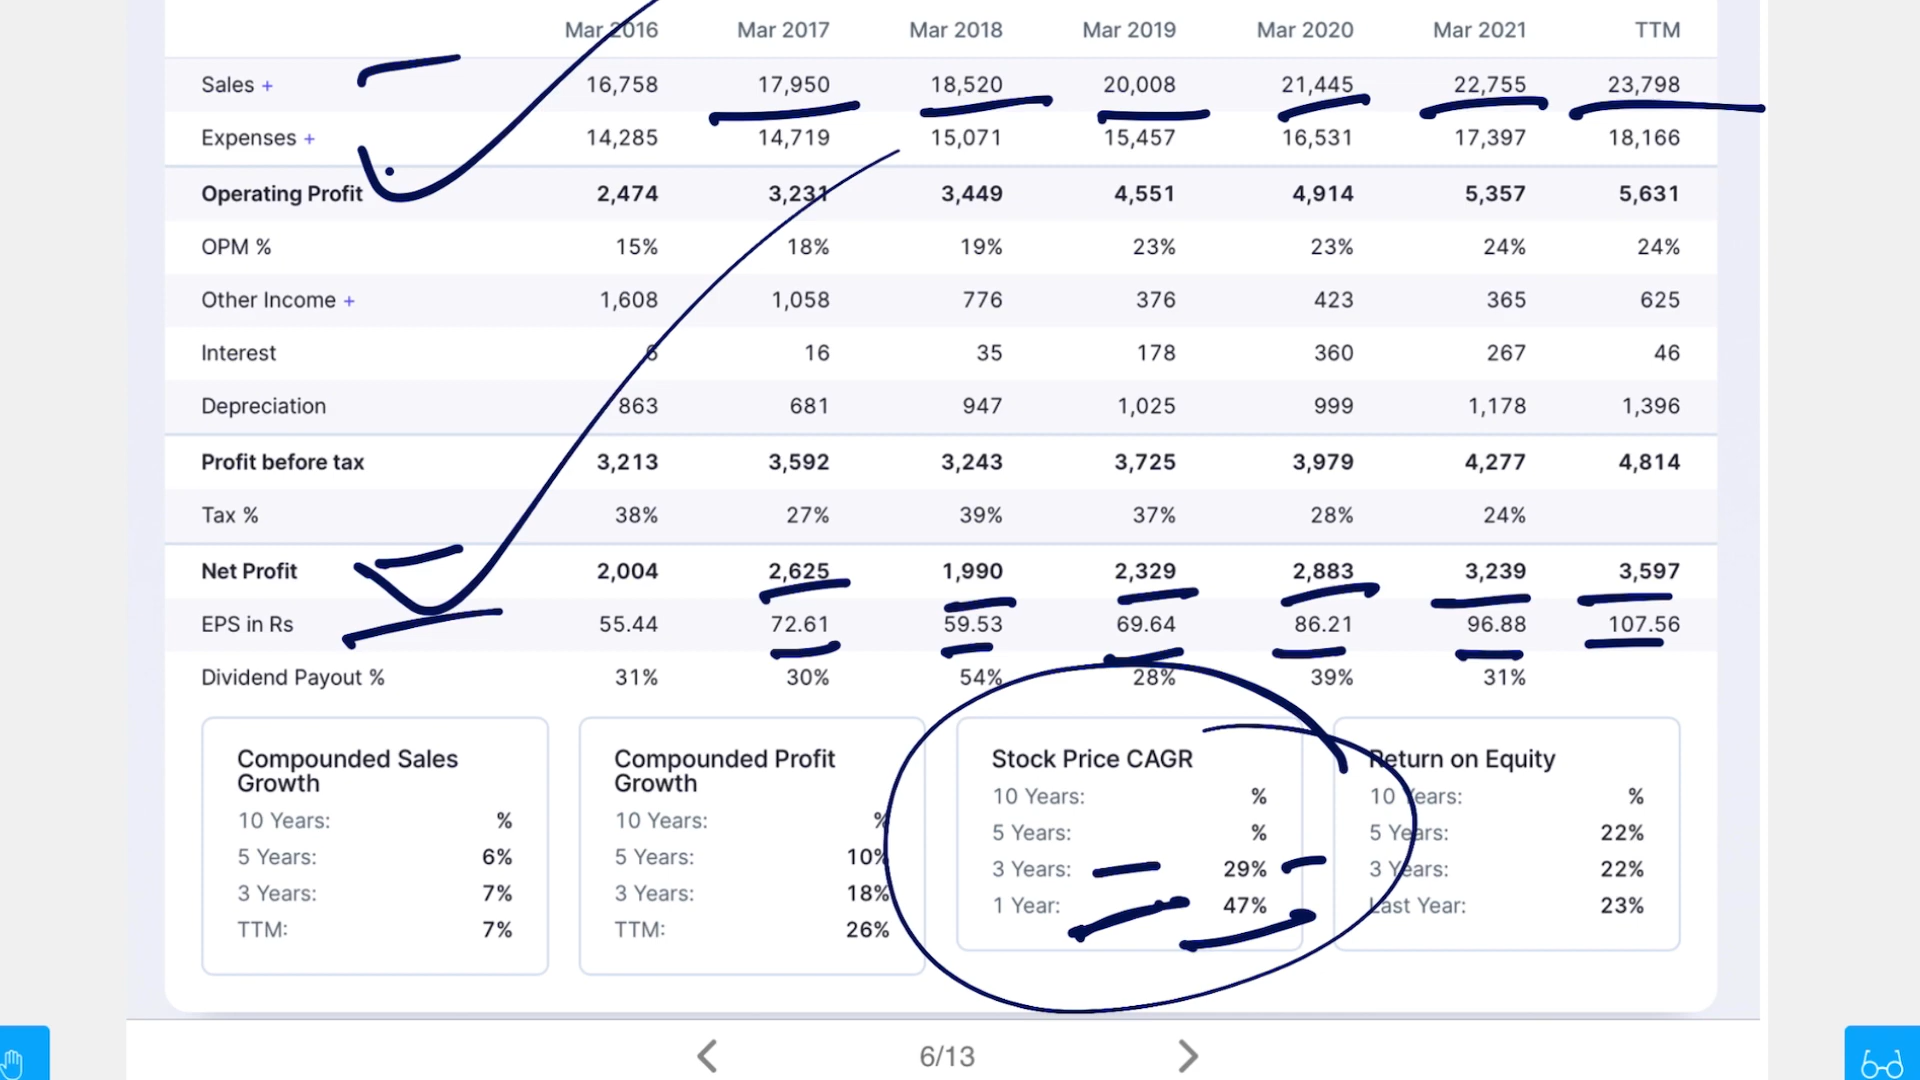 Mar 2016 Mar 2017 Mar 2018 Mar 2019 Mar 2020 Mar 2021 TTM
Sales + 16,758 17,950 18,520 20,008 21,445 22,755 23,798
Expenses + 14,285 14,719 15,071 15,457 16,531 17,397 18,166
Operating Profit 2,474 3,231 3,449 4,551 4,914 5,357 5,631
OPM % 15% 18% 19% 23% 23% 24% 24%
Other Income + 1,608 1,058 776 376 423 365 625
Interest 6 16 35 178 360 267 46
Depreciation 863 681 947 1,025 999 1,178 1,396
Profit before tax 3,213 3,592 3,243 3,725 3,979 4,277 4,814
Tax % 38% 27% 39% 37% 28% 24%
Net Profit 2,004 2,625 1,990 2,329 2,883 3,239 3,597
EPS in Rs 55.44 72.61 59.53 69.64 86.21 96.88 107.56
Dividend Payout % 31% 30% 54% 28% 39% 31%
Compounded Sales
Growth
10 Years: %
5 Years: 6%
3 Years: 7%
TTM: 7%
Compounded Profit
Growth
10 Years: %
5 Years: 10%
3 Years: 18%
TTM: 26%
Stock Price CAGR
10 Years: %
5 Years: %
3 Years: 29%
1 Year: 47%
Return on Equity
10 Years: %
5 Years: 22%
3 Years: 22%
Last Year: 23%
6/13